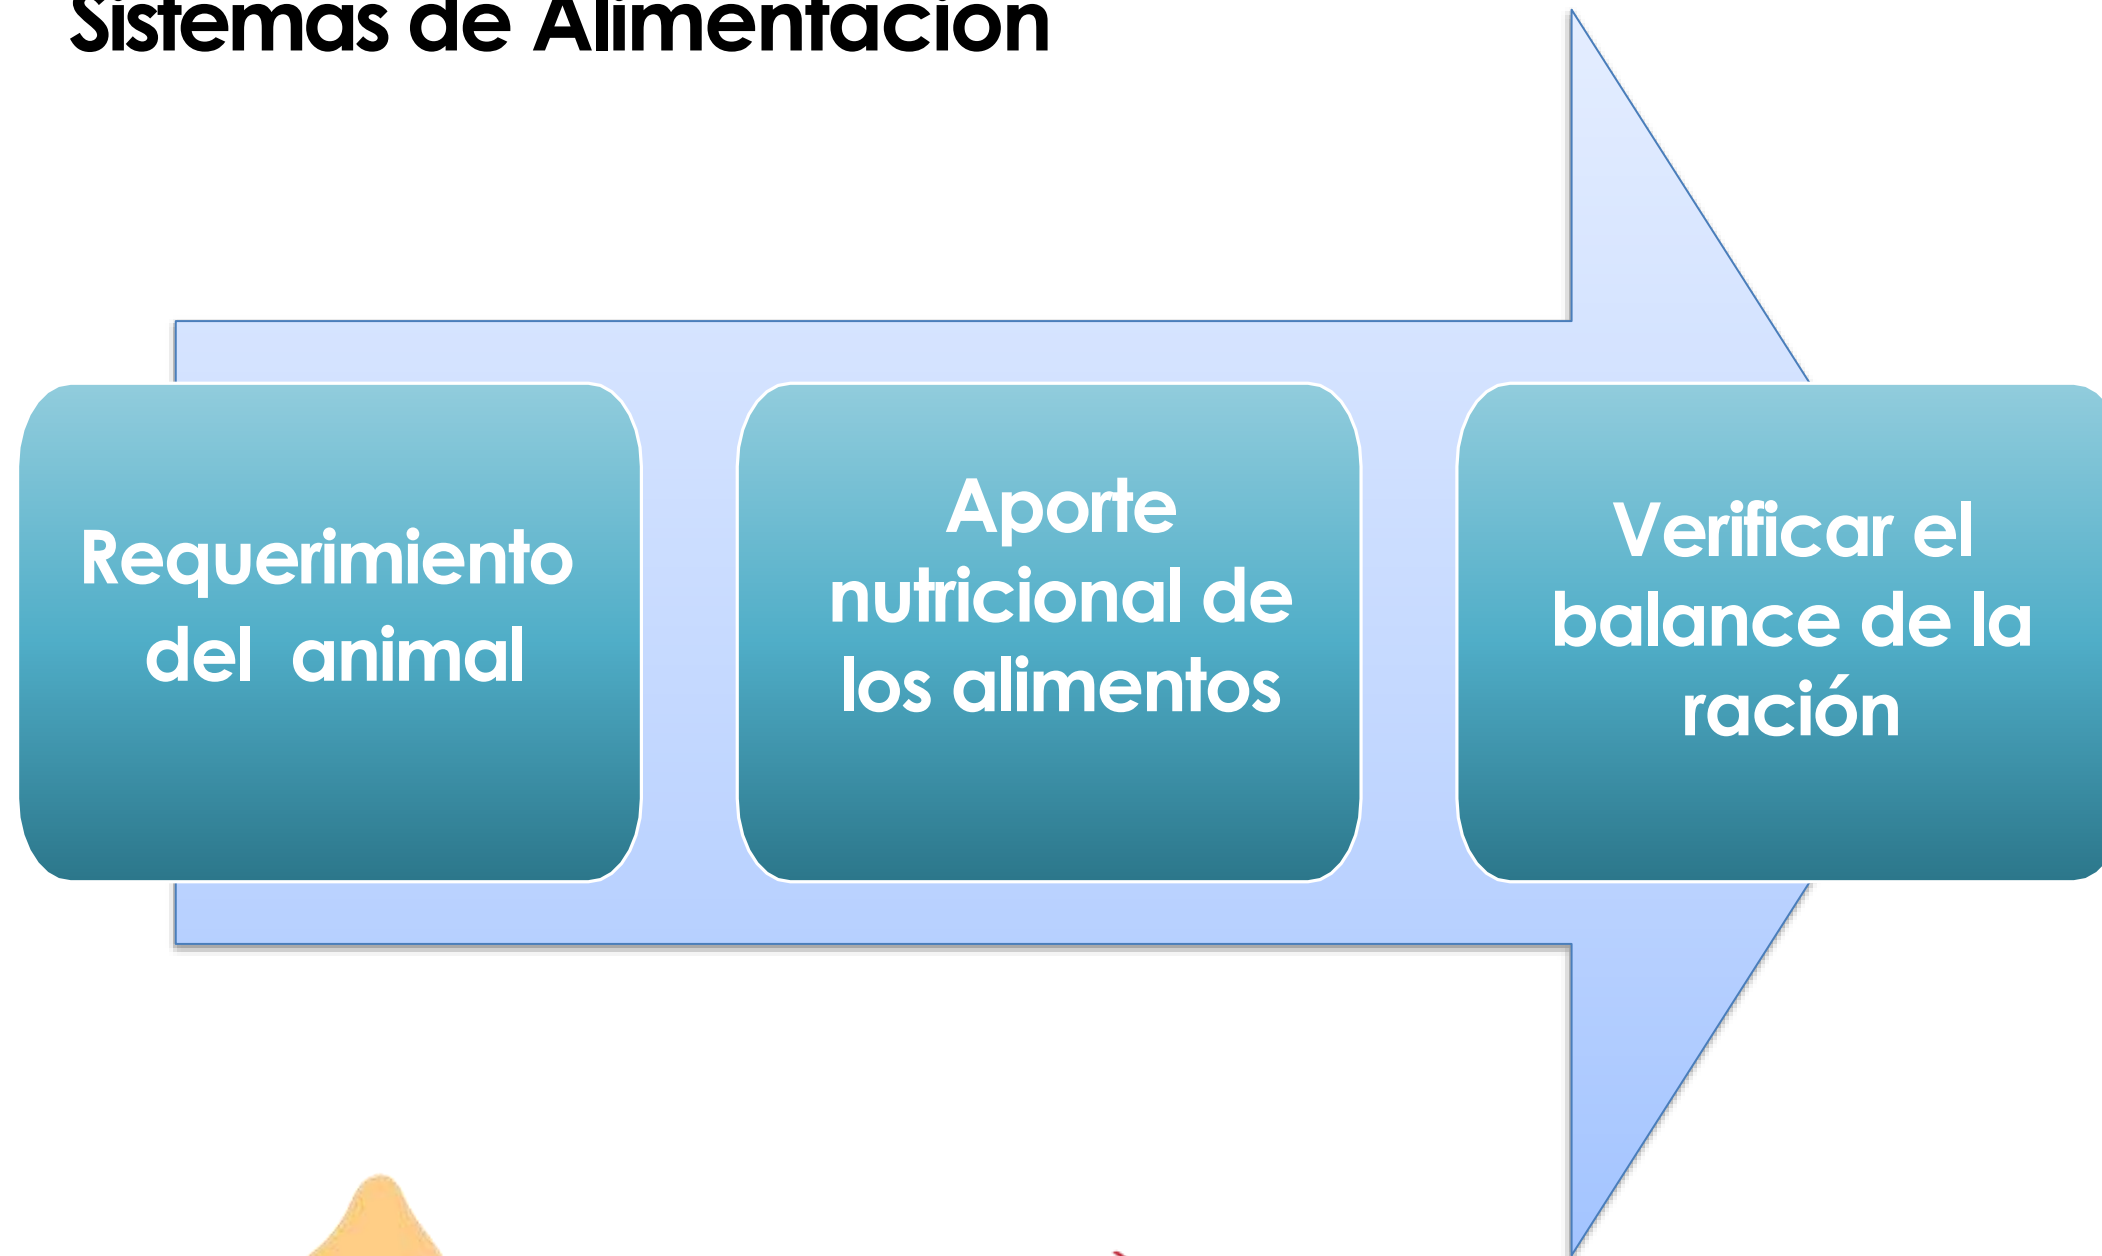 Sistemas de Alimentación
Requerimiento
del animal
Aporte
nutricional de
los alimentos
Verificar el
balance de la
ración